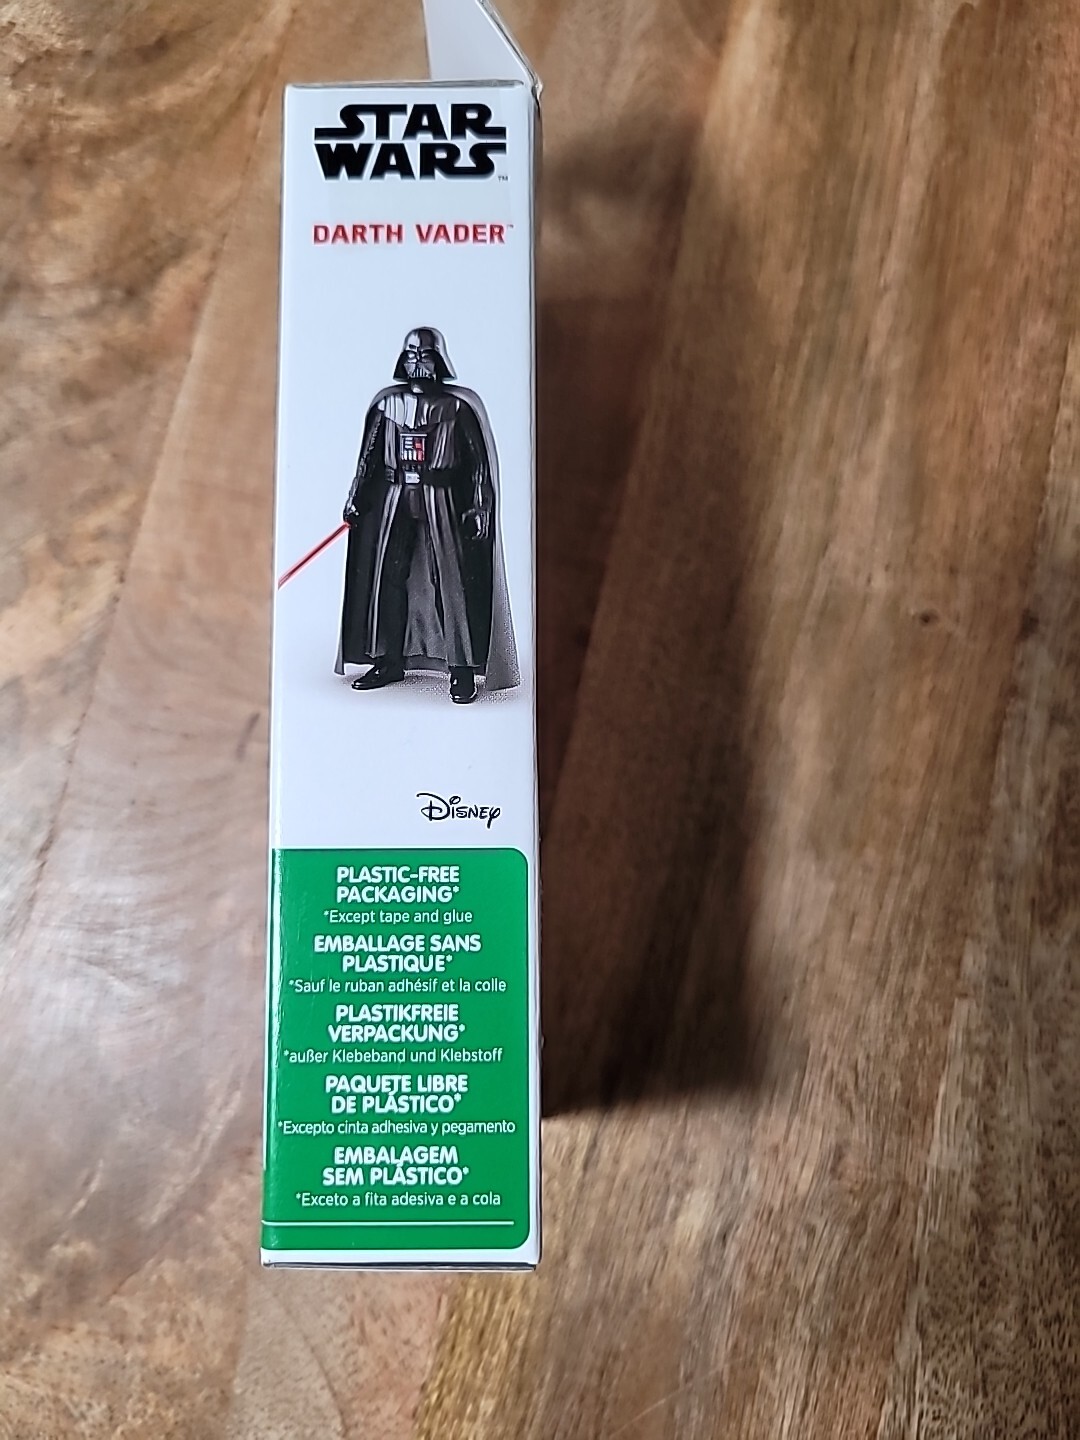 STAR
WARS™
DARTH VADER™
Disney
PLASTIC-FREE
PACKAGING*
*Except tape and glue
EMBALLAGE SANS
PLASTIQUE*
*Sauf le ruban adhésif et la colle
PLASTIKFREIE
VERPACKUNG*
*außer Klebeband und Klebstoff
PAQUETE LIBRE
DE PLÁSTICO*
*Excepto cinta adhesiva y pegamento
EMBALAGEM
SEM PLÁSTICO*
*Exceto a fita adesiva e a cola